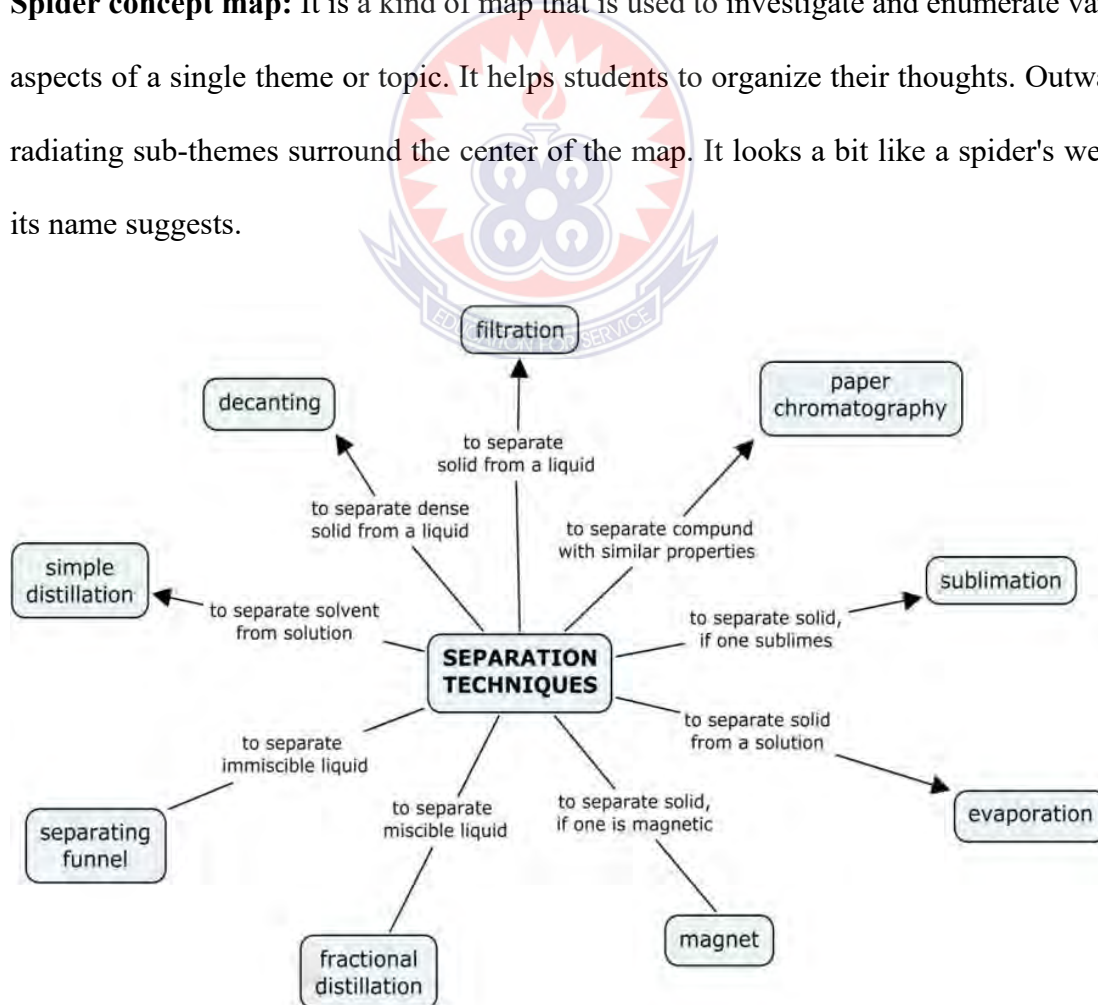 Spider concept map: It is a kind of map that is used to investigate and enumerate
aspects of a single theme or topic. It helps students to organize their thoughts.
radiating sub-themes surround the center of the map. It looks a bit like a spider's
its name suggests.
EDUCATION FOR SERVICE
filtration
decanting
paper
chromatography
to separate
solid from a liquid
to separate dense
solid from a liquid
to separate compund
with similar properties
simple
distillation
sublimation
to separate solvent
from solution
to separate solid,
if one sublimes
SEPARATION
TECHNIQUES
to separate solid
from a solution
to separate
immiscible liquid
to separate
miscible liquid
to separate solid,
if one is magnetic
evaporation
separating
funnel
magnet
fractional
distillation